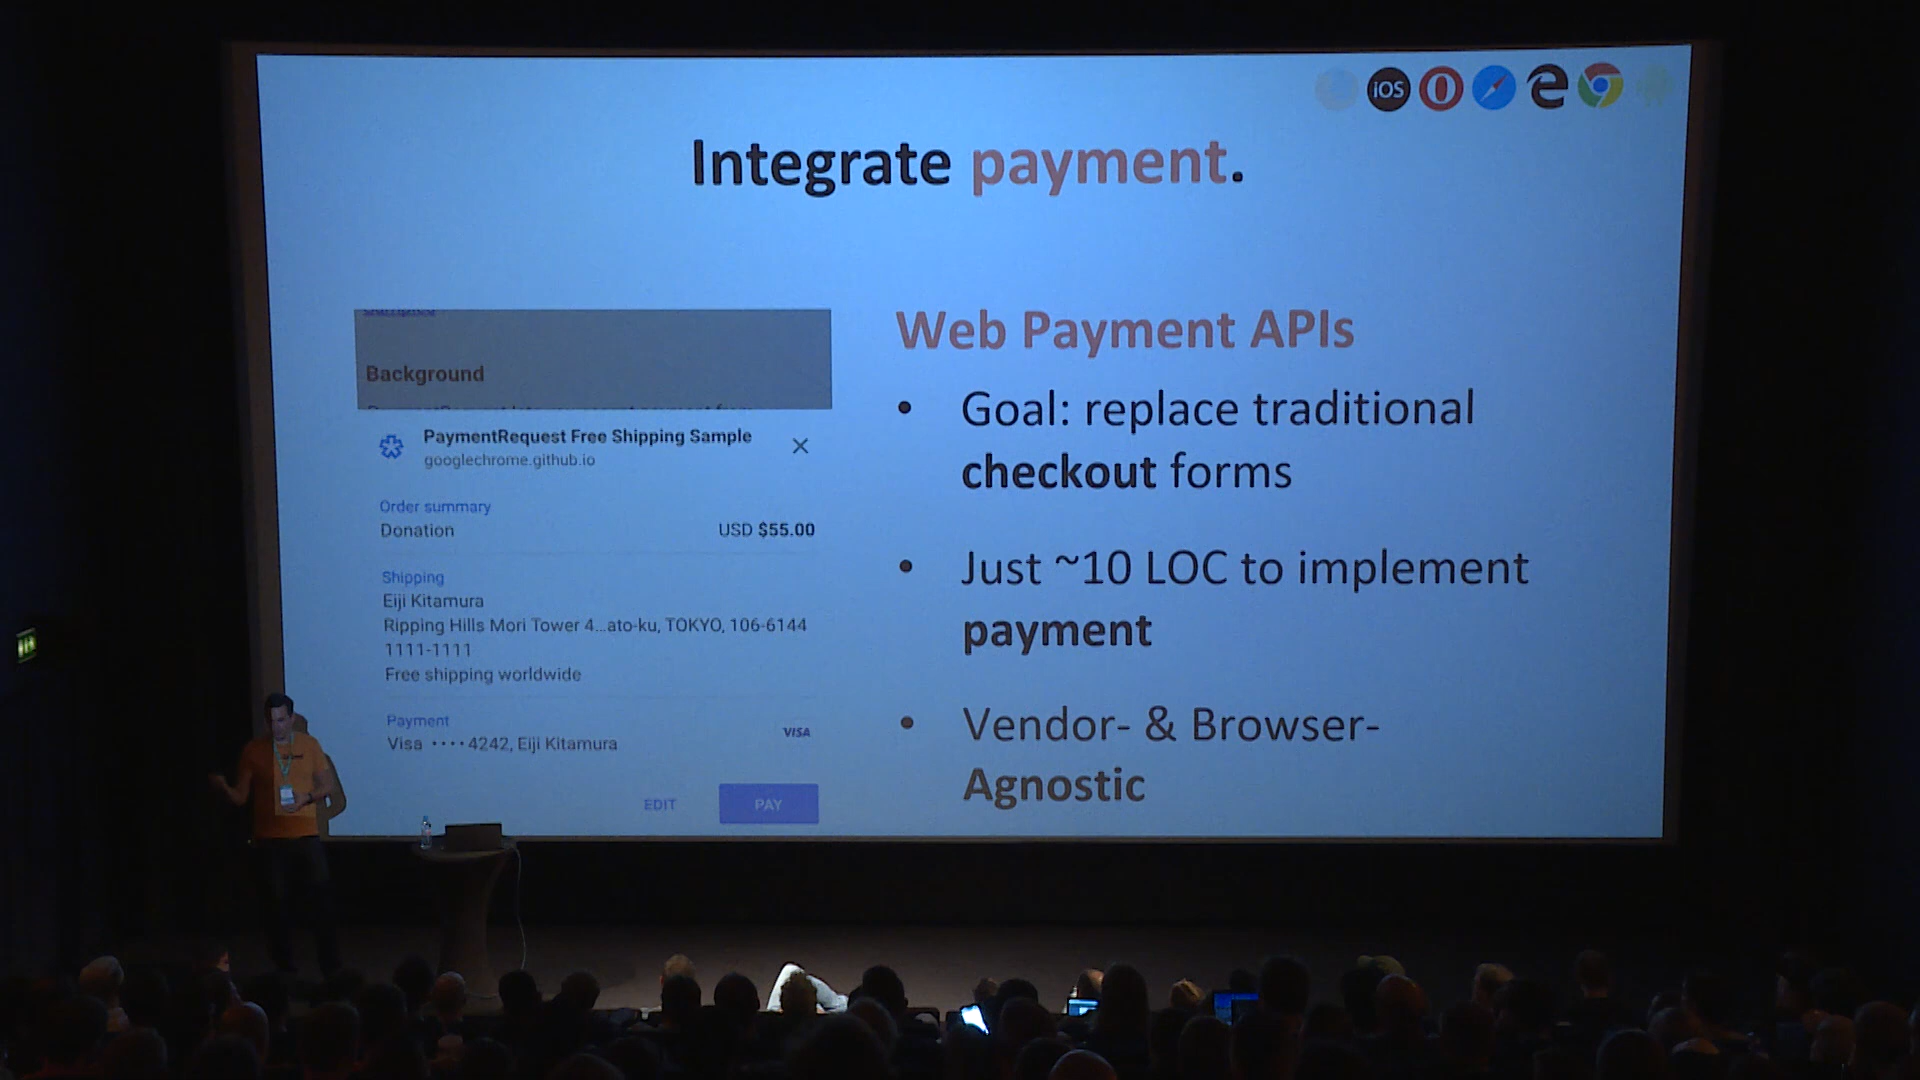 iOS
Integrate payment.
Background
PaymentRequest Free Shipping Sample
googlechrome.github.io
Order summary
Donation USD $55.00
Shipping
Eiji Kitamura
Ripping Hills Mori Tower 4...ato-ku, TOKYO, 106-6144
1111-1111
Free shipping worldwide
Payment
Visa ····4242, Eiji Kitamura VISA
EDIT PAY
Web Payment APIs
• Goal: replace traditional
checkout forms
• Just ~10 LOC to implement
payment
• Vendor- & Browser-
Agnostic